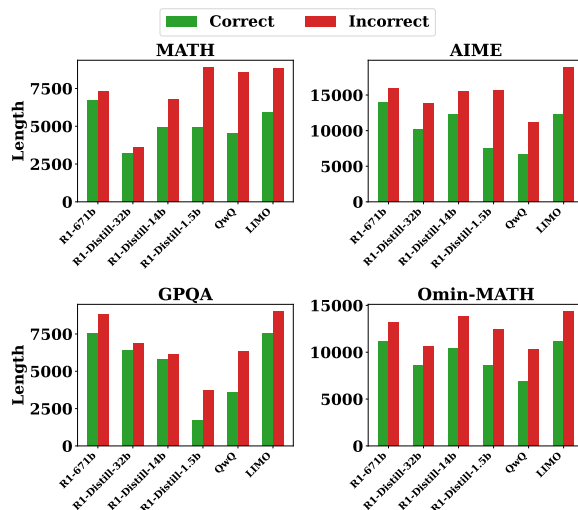 Correct Incorrect
MATH
AIME
Length
7500
5000
2500
0
15000
10000
5000
0
R1-671b
R1-Distill-32b
R1-Distill-14b
R1-Distill-1.5b
QwQ
LIMO
R1-671b
R1-Distill-32b
R1-Distill-14b
R1-Distill-1.5b
QwQ
LIMO
GPQA
Omin-MATH
Length
7500
5000
2500
0
15000
10000
5000
0
R1-671b
R1-Distill-32b
R1-Distill-14b
R1-Distill-1.5b
QwQ
LIMO
R1-671b
R1-Distill-32b
R1-Distill-14b
R1-Distill-1.5b
QwQ
LIMO